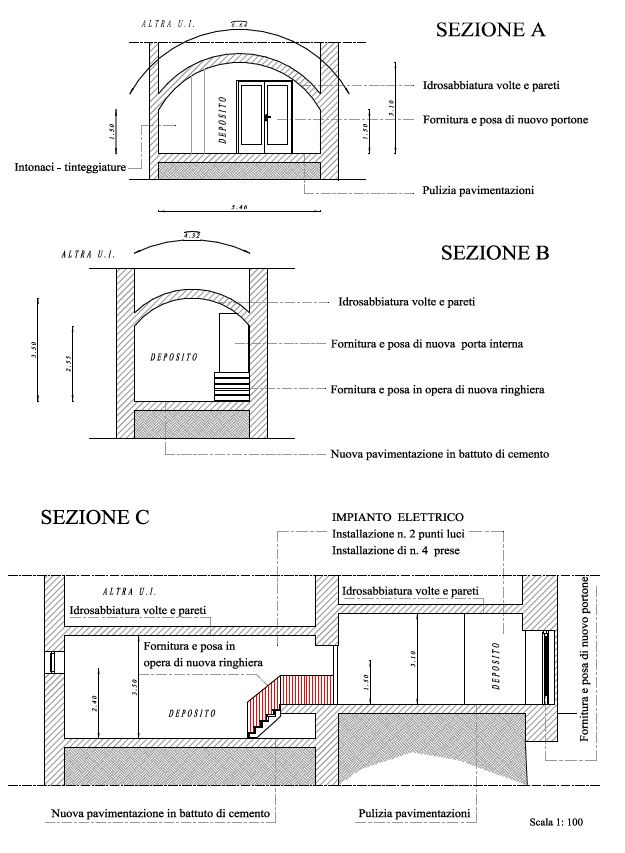 ALTRA U.I.
6.64
SEZIONE A
Idrosabbiatura volte e pareti
3.10
1.50
DEPOSITO
1.50
Fornitura e posa di nuovo portone
Intonaci - tinteggiature
Pulizia pavimentazioni
5.46
4.32
ALTRA U.I.
SEZIONE B
Idrosabbiatura volte e pareti
3.50
2.55
DEPOSITO
Fornitura e posa di nuova porta interna
Fornitura e posa in opera di nuova ringhiera
Nuova pavimentazione in battuto di cemento
SEZIONE C
IMPIANTO ELETTRICO
Installazione n. 2 punti luci
Installazione di n. 4 prese
ALTRA U.I.
Idrosabbiatura volte e pareti
Idrosabbiatura volte e pareti
Fornitura e posa in
opera di nuova ringhiera
2.40
3.50
DEPOSITO
1.50
3.10
DEPOSITO
Fornitura e posa di nuovo portone
Nuova pavimentazione in battuto di cemento
Pulizia pavimentazioni
Scala 1: 100